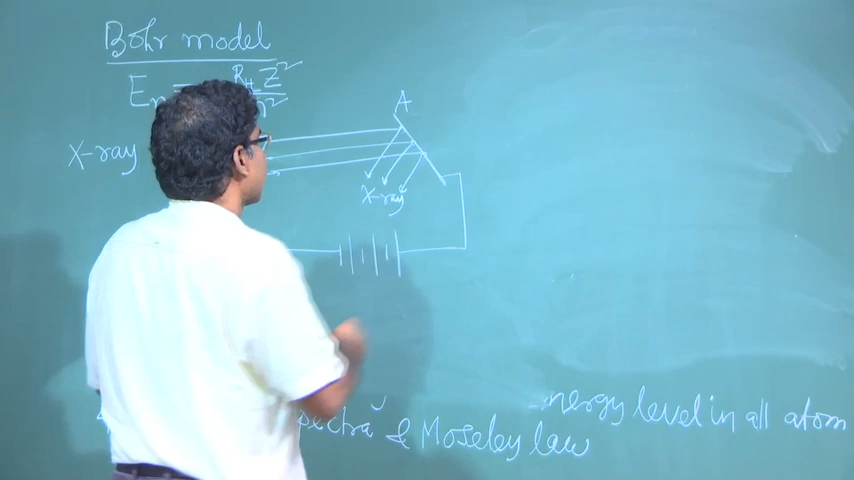 Bohr model
Eₙ = R_H Z²
n²
A
X-ray
X-ray
energy level in all atom
spectra & Moseley law